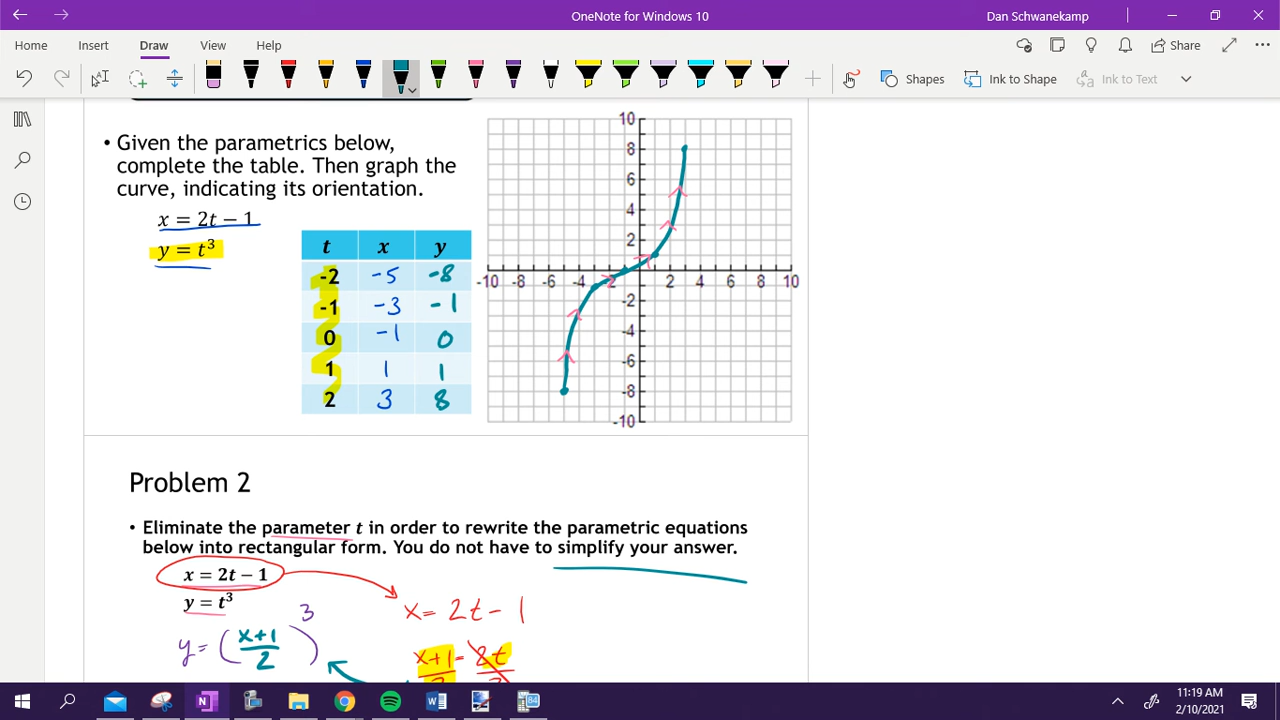 OneNote for Windows 10
Dan Schwanekamp
Home Insert Draw View Help
Share
Shapes Ink to Shape Ink to Text
• Given the parametrics below,
complete the table. Then graph the
curve, indicating its orientation.
x = 2t − 1
y = t³
t x y
-2 -5 -8
-1 -3 -1
0 -1 0
1 1 1
2 3 8
10
8
6
4
2
-10 -8 -6 -4 -2 2 4 6 8 10
-2
-4
-6
-8
-10
Problem 2
• Eliminate the parameter t in order to rewrite the parametric equations
below into rectangular form. You do not have to simplify your answer.
x = 2t − 1
y = t³
x = 2t - 1
y = (x+1/2)³
x+1 = 2t
11:19 AM
2/10/2021